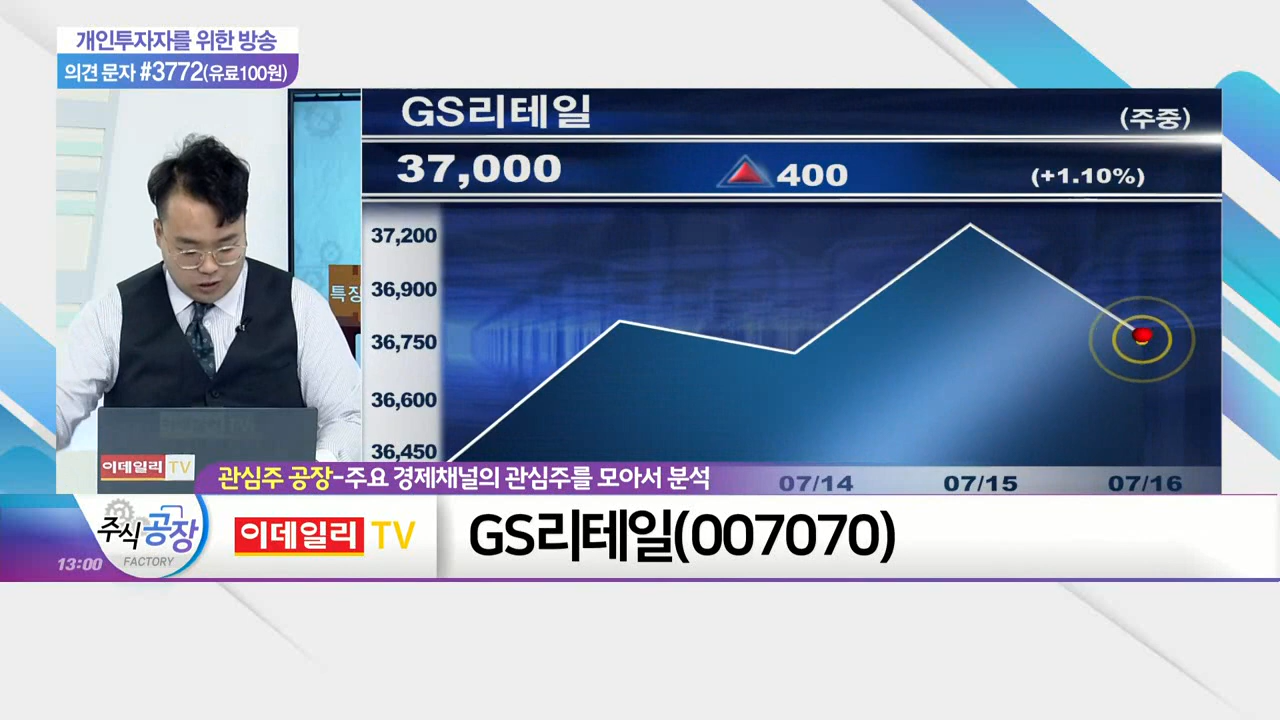 개인투자자를 위한 방송
의견 문자 #3772(유료100원)
GS리테일
(주중)
37,000
400
(+1.10%)
37,200
36,900
36,750
36,600
36,450
07/14
07/15
07/16
특징
이데일리 TV
관심주 공장-주요 경제채널의 관심주를 모아서 분석
주식공장
FACTORY
13:00
이데일리 TV
GS리테일(007070)